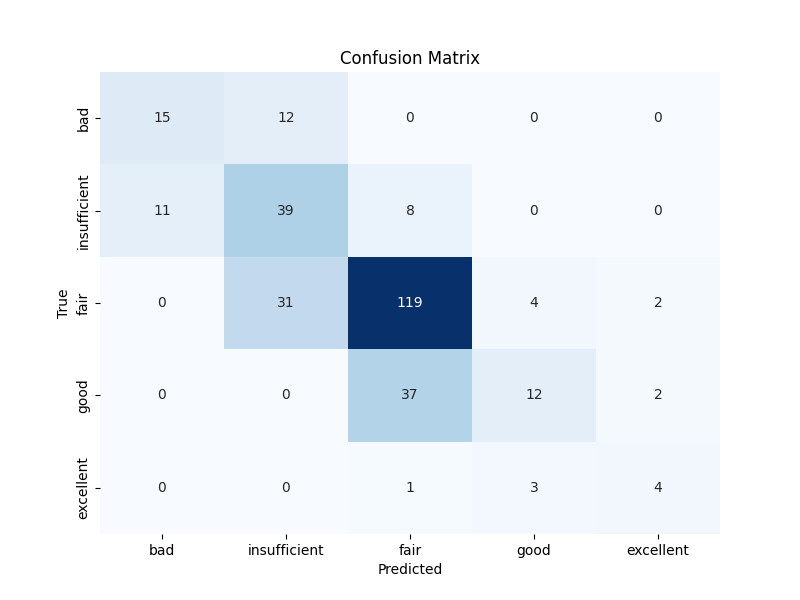 Confusion Matrix
True
bad 15 12 0 0 0
insufficient 11 39 8 0 0
fair 0 31 119 4 2
good 0 0 37 12 2
excellent 0 0 1 3 4
bad insufficient fair good excellent
Predicted